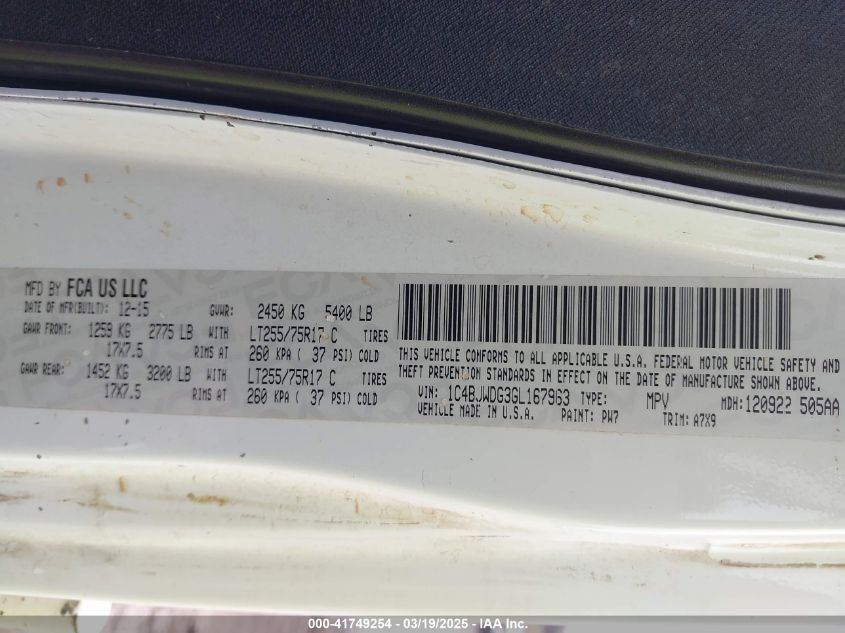 MFD BY FCA US LLC
DATE OF MFR(BUILT): 12-15 GVWR: 2450 KG 5400 LB
GAWR FRONT: 1259 KG 2775 LB WITH LT255/75R17 C TIRES
17X7.5 RIMS AT 260 KPA ( 37 PSI) COLD
GAWR REAR: 1452 KG 3200 LB WITH LT255/75R17 C TIRES
17X7.5 RIMS AT 260 KPA ( 37 PSI) COLD
THIS VEHICLE CONFORMS TO ALL APPLICABLE U.S.A. FEDERAL MOTOR VEHICLE SAFETY AND
THEFT PREVENTION STANDARDS IN EFFECT ON THE DATE OF MANUFACTURE SHOWN ABOVE.
VIN: 1C4BJWDG3GL167963 TYPE: MPV MDH:120922 505AA
VEHICLE MADE IN U.S.A. PAINT: PW7 TRIM: A7X9
000-41749254 - 03/19/2025 - IAA Inc.